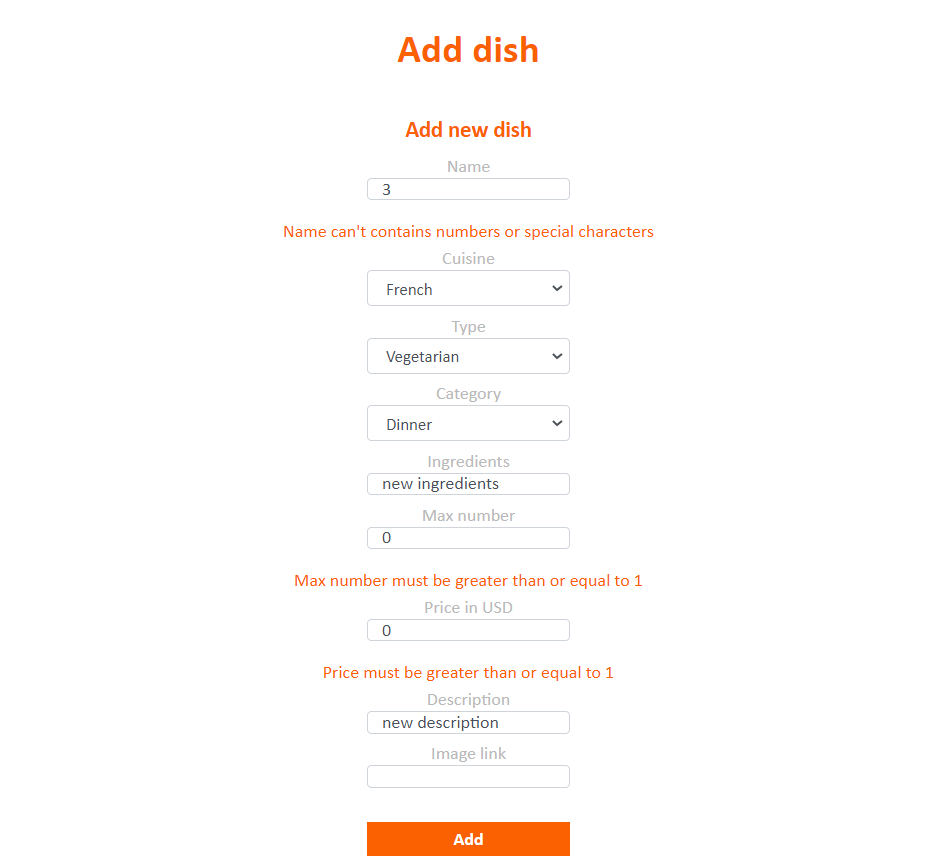 Add dish
Add new dish
Name
3
Name can't contains numbers or special characters
Cuisine
French
Type
Vegetarian
Category
Dinner
Ingredients
new ingredients
Max number
0
Max number must be greater than or equal to 1
Price in USD
0
Price must be greater than or equal to 1
Description
new description
Image link
Add